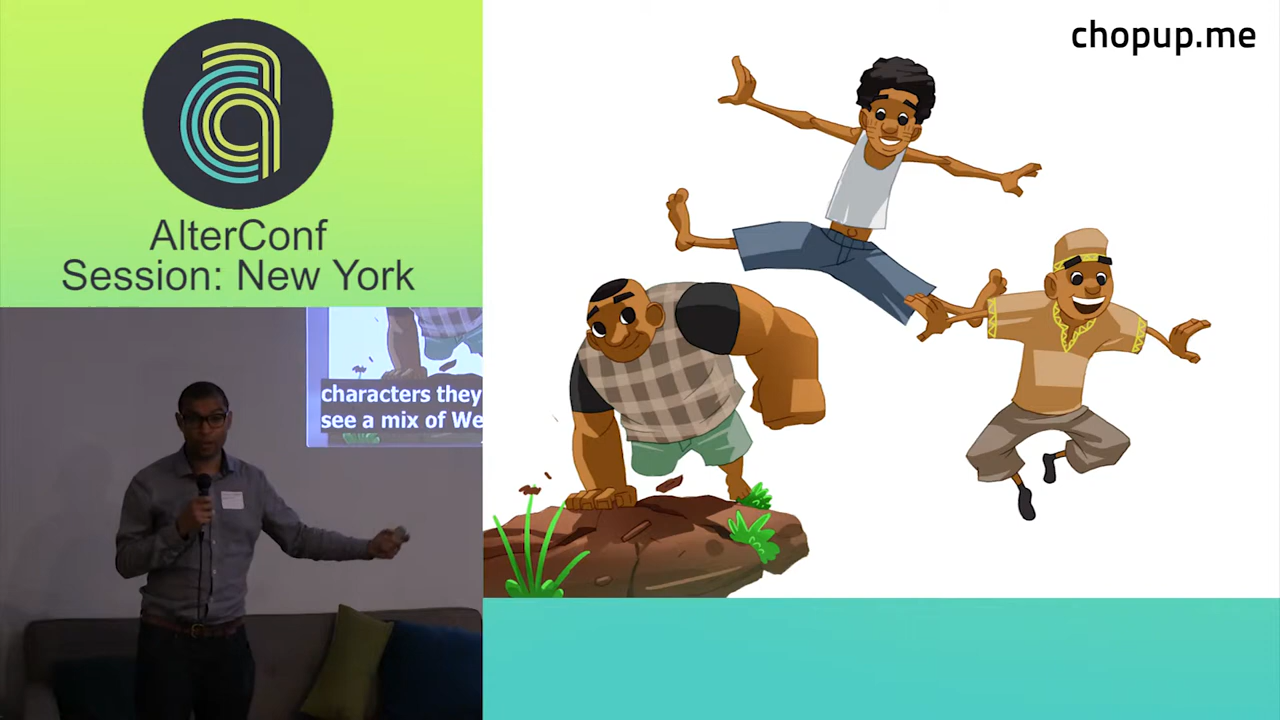 AlterConf
Session: New York
characters they
see a mix of We
chopup.me